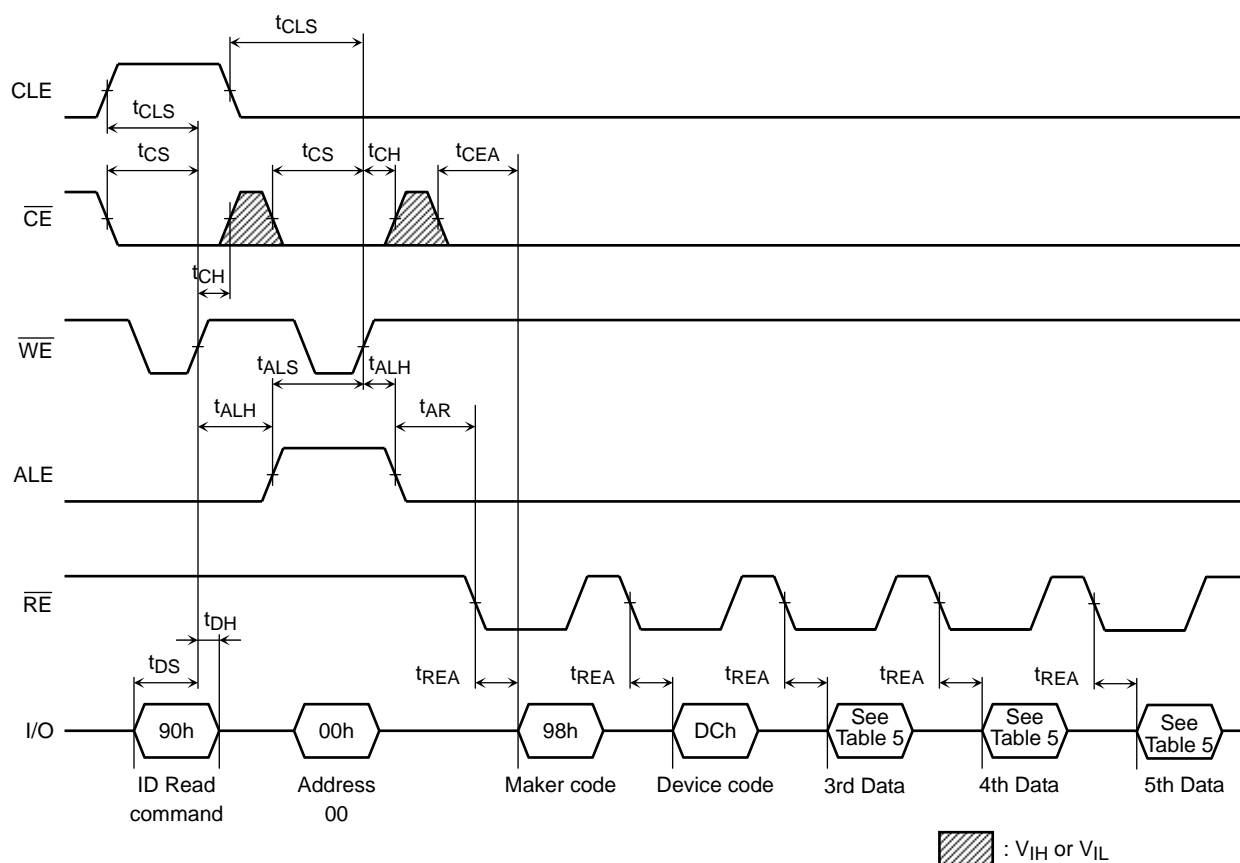 tCLS
CLE
tCLS
tCS
tCS
tCH
tCEA
CE
tCH
WE
tALS
tALH
tALH
tAR
ALE
RE
tDH
tDS
tREA
tREA
tREA
tREA
tREA
I/O
90h
00h
98h
DCh
See
Table 5
See
Table 5
See
Table 5
ID Read
command
Address
00
Maker code
Device code
3rd Data
4th Data
5th Data
: VIH or VIL